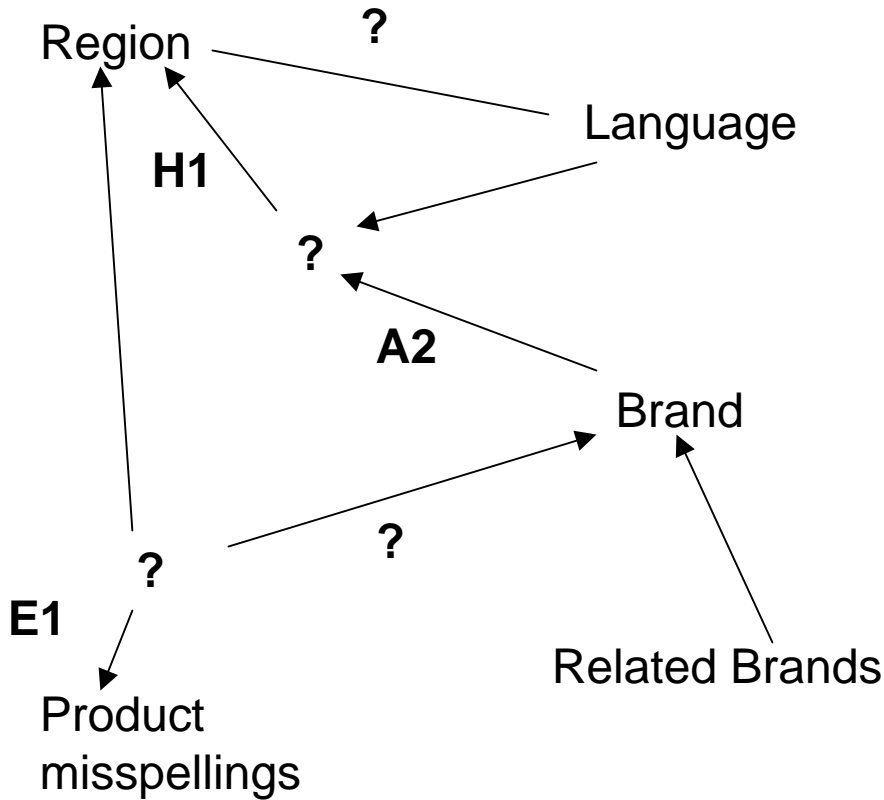 ?
Region
Language
H1
?
A2
Brand
?
?
E1
Related Brands
Product
misspellings